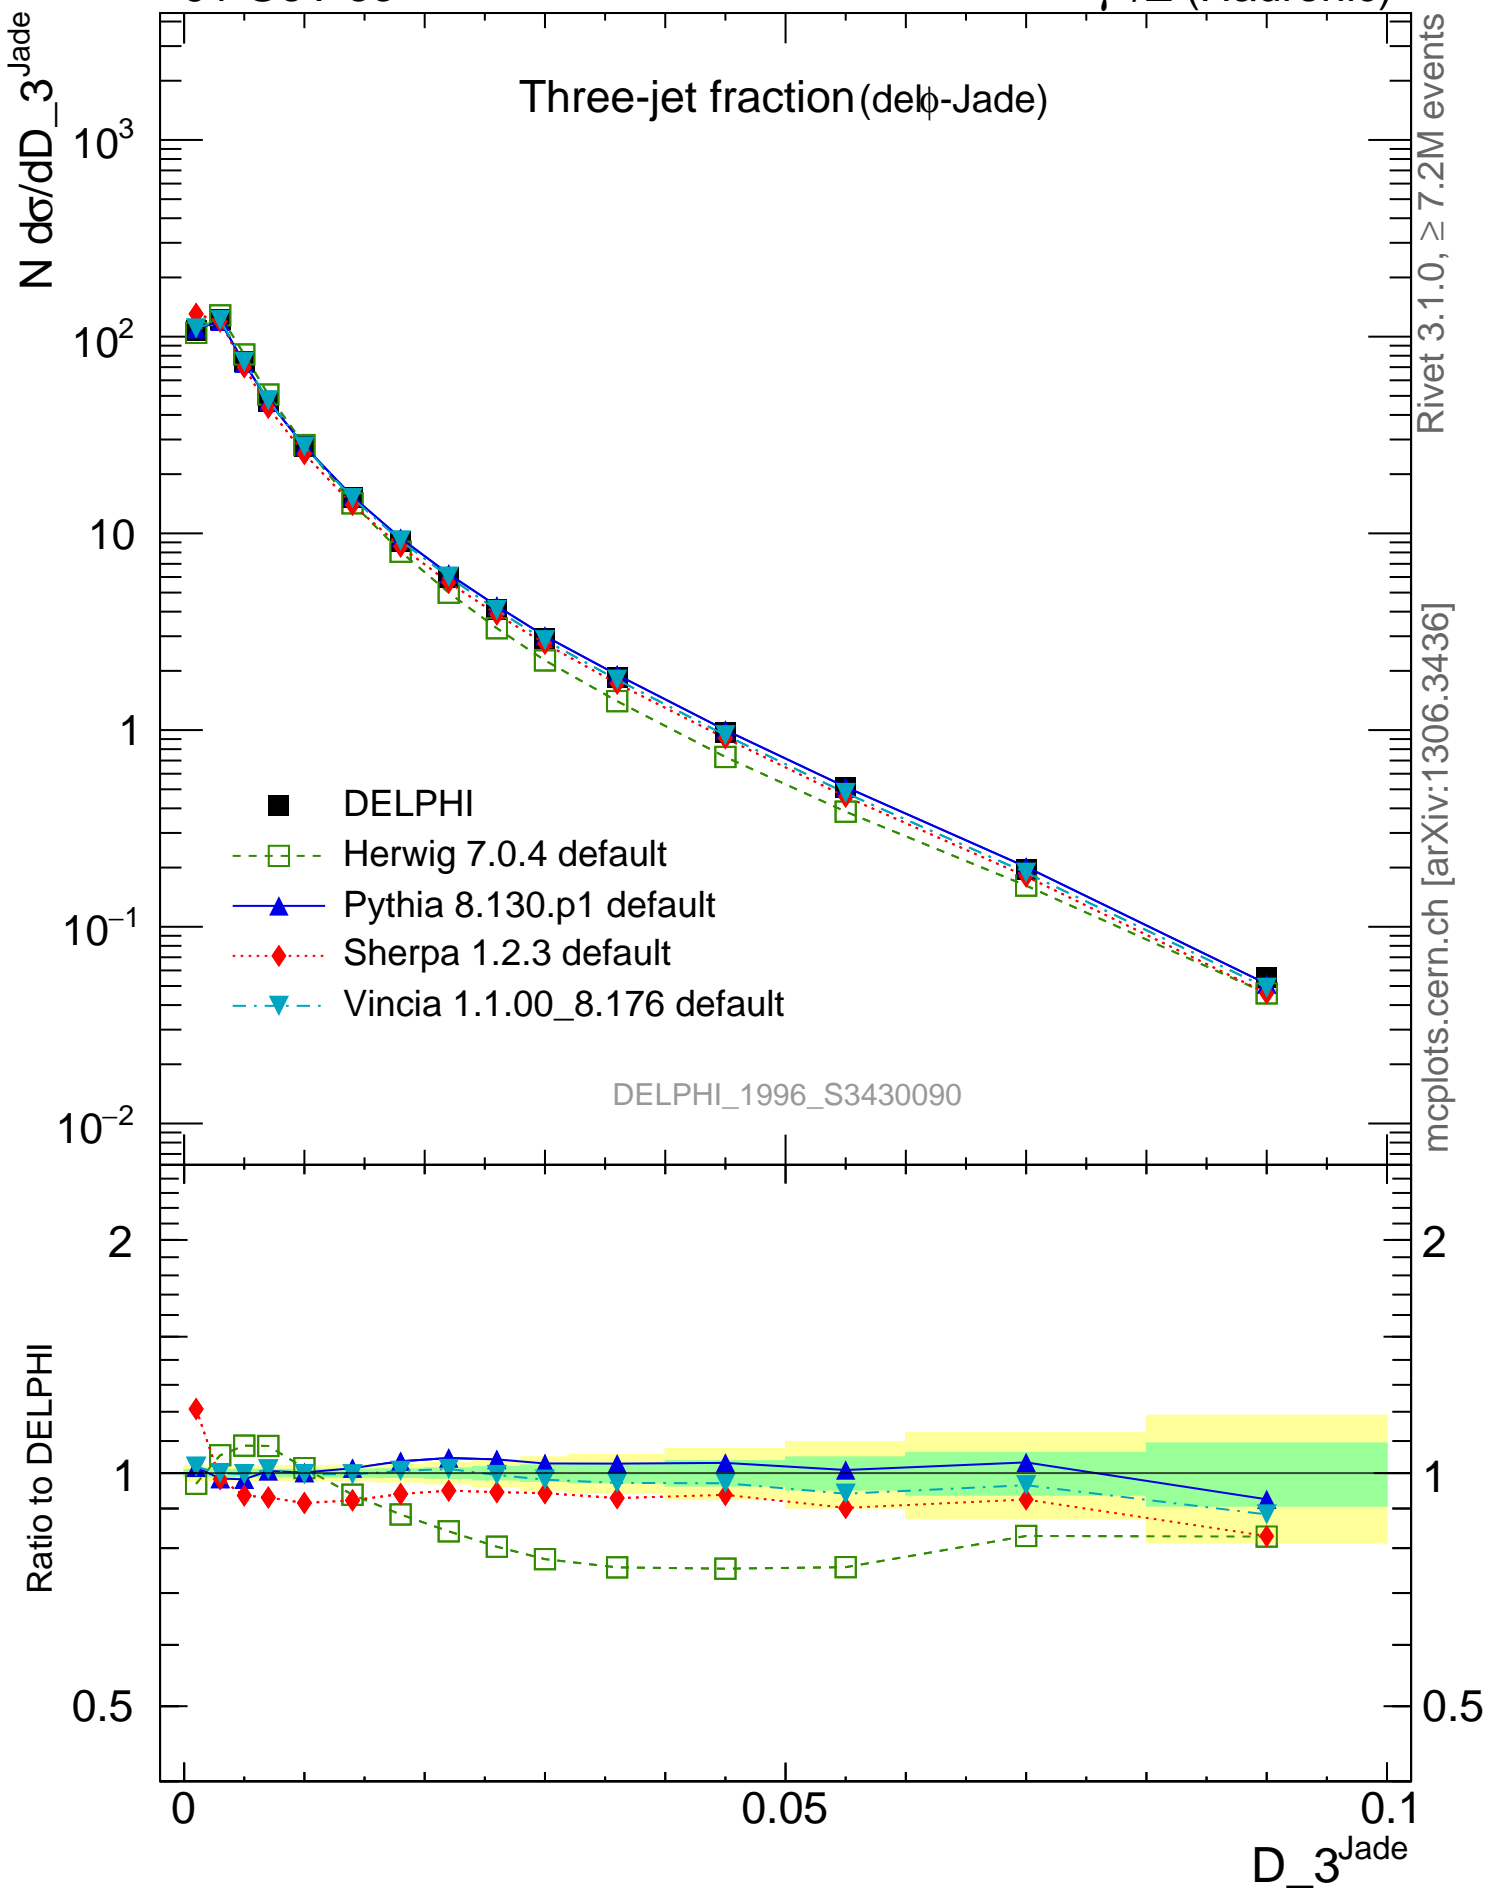 Three-jet fraction (delϕ-Jade)
N dσ/dD_3^Jade
10^3
10^2
10
1
10^−1
10^−2
DELPHI
Herwig 7.0.4 default
Pythia 8.130.p1 default
Sherpa 1.2.3 default
Vincia 1.1.00_8.176 default
DELPHI_1996_S3430090
Rivet 3.1.0, ≥ 7.2M events
mcplots.cern.ch [arXiv:1306.3436]
Ratio to DELPHI
2
1
0.5
2
1
0.5
0
0.05
0.1
D_3^Jade